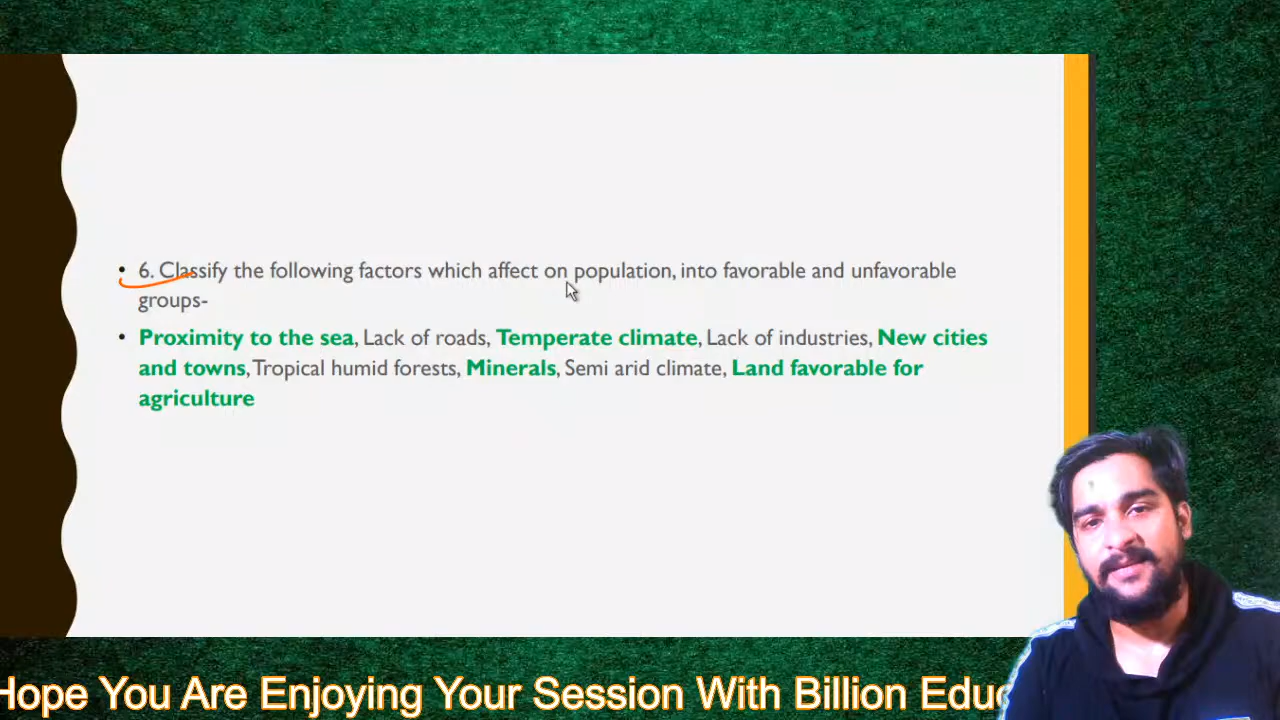 • 6. Classify the following factors which affect on population, into favorable and unfavorable
groups-
• Proximity to the sea, Lack of roads, Temperate climate, Lack of industries, New cities
and towns, Tropical humid forests, Minerals, Semi arid climate, Land favorable for
agriculture
Hope You Are Enjoying Your Session With Billion Educ